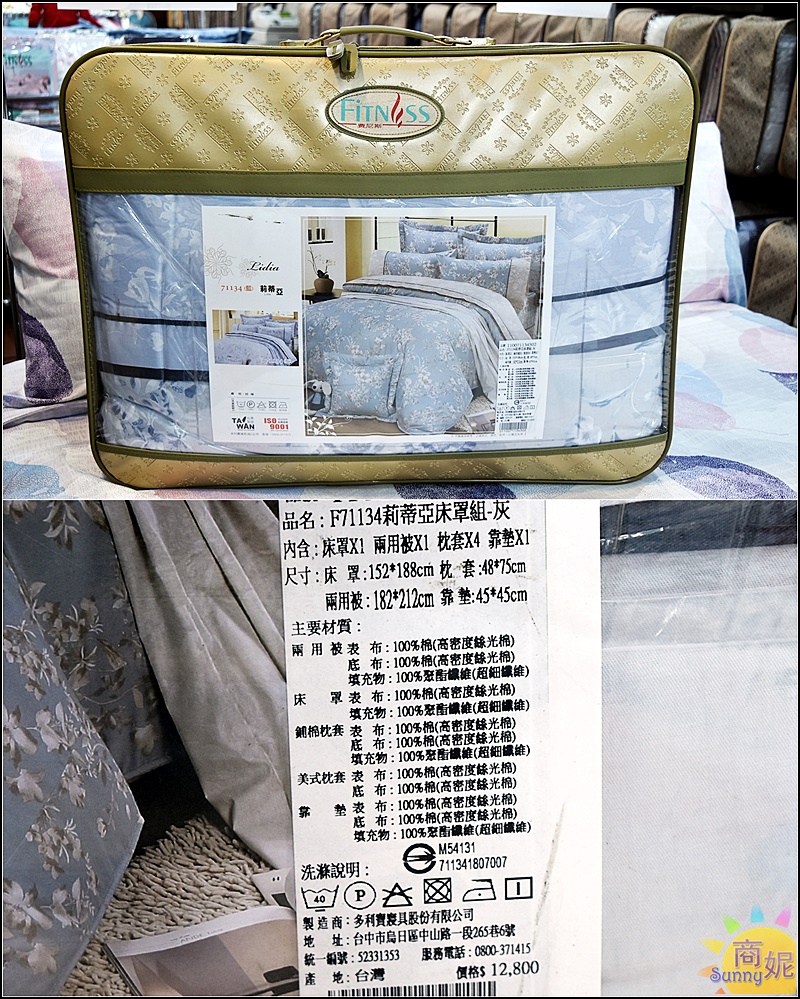 FiTNESS
賽尼斯
Lidia
71134(藍) 莉蒂亞
TAIWAN
ISO 9001
品名：F71134莉蒂亞床罩組-灰
內含：床罩X1 兩用被X1 枕套X4 靠墊X1
尺寸：床 罩:152*188cm 枕 套:48*75cm
兩用被：182*212cm 靠墊:45*45cm
主要材質：
兩用被表 布：100%棉(高密度絲光棉)
底 布：100%棉(高密度絲光棉)
填充物：100%聚酯纖維(超細纖維)
床 罩 表 布：100%棉(高密度絲光棉)
填充物：100%聚酯纖維(超細纖維)
鋪棉枕套 表 布：100%棉(高密度絲光棉)
底 布：100%棉(高密度絲光棉)
填充物：100%聚酯纖維(超細纖維)
美式枕套 表 布：100%棉(高密度絲光棉)
底 布：100%棉(高密度絲光棉)
靠 墊 表 布：100%棉(高密度絲光棉)
底 布：100%棉(高密度絲光棉)
填充物：100%聚酯纖維(超細纖維)
M54131
711341807007
洗滌說明：
40 P
製造商：多利寶寢具股份有限公司
地 址：台中市烏日區中山路一段265巷6號
統一編號：52331353 服務電話：0800-371415
產 地：台灣 價格$ 12,800
商妮
Sunny